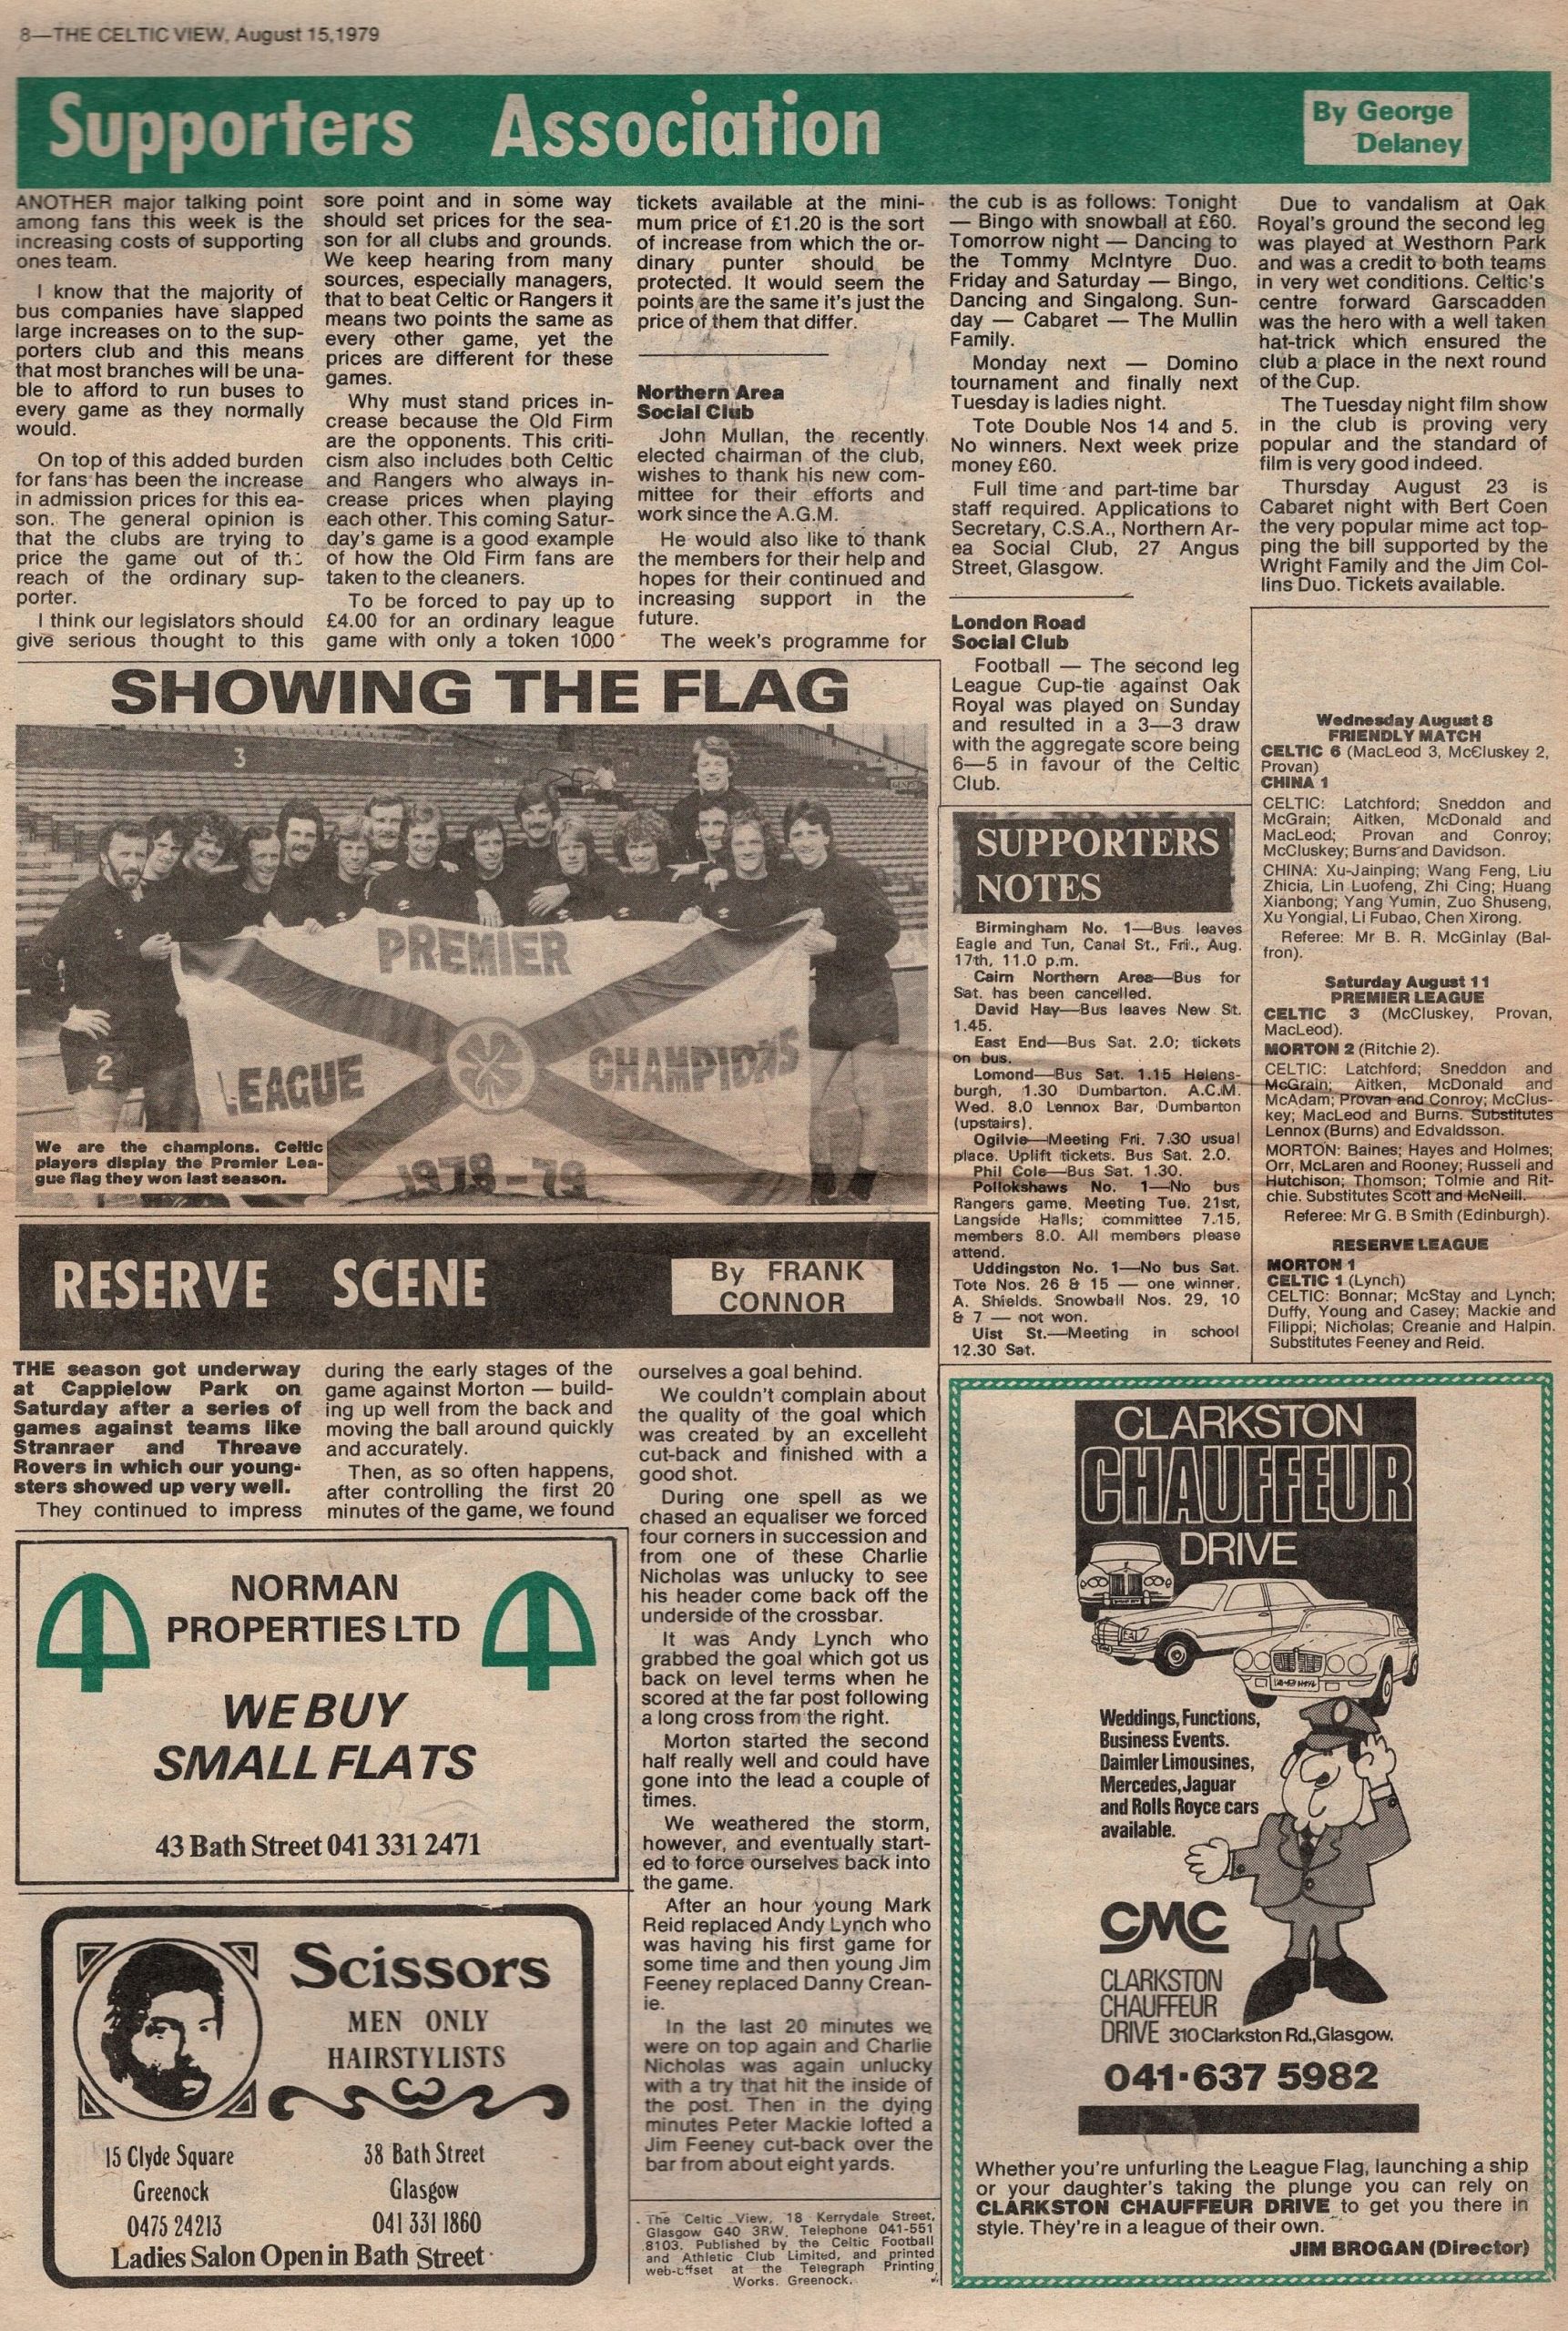 8—THE CELTIC VIEW, August 15,1979
Supporters Association
By George
Delaney
ANOTHER major talking point
among fans this week is the
increasing costs of supporting
ones team.
I know that the majority of
bus companies have slapped
large increases on to the sup-
porters club and this means
that most branches will be una-
ble to afford to run buses to
every game as they normally
would.
On top of this added burden
for fans has been the increase
in admission prices for this ea-
son. The general opinion is
that the clubs are trying to
price the game out of the
reach of the ordinary sup-
porter.
I think our legislators should
give serious thought to this
sore point and in some way
should set prices for the sea-
son for all clubs and grounds.
We keep hearing from many
sources, especially managers,
that to beat Celtic or Rangers it
means two points the same as
every other game, yet the
prices are different for these
games.
Why must stand prices in-
crease because the Old Firm
are the opponents. This criti-
cism also includes both Celtic
and Rangers who always in-
crease prices when playing
each other. This coming Satur-
day's game is a good example
of how the Old Firm fans are
taken to the cleaners.
To be forced to pay up to
£4.00 for an ordinary league
game with only a token 1000
tickets available at the mini-
mum price of £1.20 is the sort
of increase from which the or-
dinary punter should be
protected. It would seem the
points are the same it's just the
price of them that differ.
Northern Area
Social Club
John Mullan, the recently
elected chairman of the club,
wishes to thank his new com-
mittee for their efforts and
work since the A.G.M.
He would also like to thank
the members for their help and
hopes for their continued and
increasing support in the
future.
The week's programme for
the cub is as follows: Tonight
— Bingo with snowball at £60.
Tomorrow night — Dancing to
the Tommy McIntyre Duo.
Friday and Saturday — Bingo,
Dancing and Singalong. Sun-
day — Cabaret — The Mullin
Family.
Monday next — Domino
tournament and finally next
Tuesday is ladies night.
Tote Double Nos 14 and 5.
No winners. Next week prize
money £60.
Full time and part-time bar
staff required. Applications to
Secretary, C.S.A., Northern Ar-
ea Social Club, 27 Angus
Street, Glasgow.
London Road
Social Club
Football — The second leg
League Cup-tie against Oak
Royal was played on Sunday
and resulted in a 3—3 draw
with the aggregate score being
6—5 in favour of the Celtic
Club.
Due to vandalism at Oak
Royal's ground the second leg
was played at Westhorn Park
and was a credit to both teams
in very wet conditions. Celtic's
centre forward Garscadden
was the hero with a well taken
hat-trick which ensured the
club a place in the next round
of the Cup.
The Tuesday night film show
in the club is proving very
popular and the standard of
film is very good indeed.
Thursday August 23 is
Cabaret night with Bert Coen
the very popular mime act top-
ping the bill supported by the
Wright Family and the Jim Col-
lins Duo. Tickets available.
SHOWING THE FLAG
3
2
PREMIER
LEAGUE
CHAMPIONS
1978-79
We are the champions. Celtic
players display the Premier Lea-
gue flag they won last season.
SUPPORTERS
NOTES
Birmingham No. 1—Bus leaves
Eagle and Tun, Canal St., Fri., Aug.
17th, 11.0 p.m.
Cairn Northern Area—Bus for
Sat. has been cancelled.
David Hay—Bus leaves New St.
1.45.
East End—Bus Sat. 2.0; tickets
on bus.
Lomond—Bus Sat. 1.15 Helens-
burgh, 1.30 Dumbarton. A.C.M.
Wed. 8.0 Lennox Bar, Dumbarton
(upstairs).
Ogilvie—Meeting Fri. 7.30 usual
place. Uplift tickets. Bus Sat. 2.0.
Phil Cole—Bus Sat. 1.30.
Pollokshaws No. 1—No bus
Rangers game. Meeting Tue. 21st,
Langside Halls; committee 7.15,
members 8.0. All members please
attend.
Uddingston No. 1—No bus Sat.
Tote Nos. 26 & 15 — one winner,
A. Shields. Snowball Nos. 29, 10
& 7 — not won.
Uist St.—Meeting in school
12.30 Sat.
Wednesday August 8
FRIENDLY MATCH
CELTIC 6 (MacLeod 3, McCluskey 2,
Provan)
CHINA 1
CELTIC: Latchford; Sneddon and
McGrain; Aitken, McDonald and
MacLeod; Provan and Conroy;
McCluskey; Burns and Davidson.
CHINA: Xu-Jainping; Wang Feng, Liu
Zhicia, Lin Luofeng, Zhi Cing; Huang
Xianbong; Yang Yumin, Zuo Shuseng,
Xu Yongial, Li Fubao, Chen Xirong.
Referee: Mr B. R. McGinlay (Bal-
fron).
Saturday August 11
PREMIER LEAGUE
CELTIC 3 (McCluskey, Provan,
MacLeod).
MORTON 2 (Ritchie 2).
CELTIC: Latchford; Sneddon and
McGrain; Aitken, McDonald and
McAdam; Provan and Conroy; McClus-
key; MacLeod and Burns. Substitutes
Lennox (Burns) and Edvaldsson.
MORTON: Baines; Hayes and Holmes;
Orr, McLaren and Rooney; Russell and
Hutchison; Thomson; Tolmie and Rit-
chie. Substitutes Scott and McNeill.
Referee: Mr G. B Smith (Edinburgh).
RESERVE LEAGUE
MORTON 1
CELTIC 1 (Lynch)
CELTIC: Bonnar; McStay and Lynch;
Duffy, Young and Casey; Mackie and
Filippi; Nicholas; Creanie and Halpin.
Substitutes Feeney and Reid.
RESERVE SCENE
By FRANK
CONNOR
THE season got underway
at Cappielow Park on
Saturday after a series of
games against teams like
Stranraer and Threave
Rovers in which our young-
sters showed up very well.
They continued to impress
during the early stages of the
game against Morton — build-
ing up well from the back and
moving the ball around quickly
and accurately.
Then, as so often happens,
after controlling the first 20
minutes of the game, we found
ourselves a goal behind.
We couldn't complain about
the quality of the goal which
was created by an excelleht
cut-back and finished with a
good shot.
During one spell as we
chased an equaliser we forced
four corners in succession and
from one of these Charlie
Nicholas was unlucky to see
his header come back off the
underside of the crossbar.
It was Andy Lynch who
grabbed the goal which got us
back on level terms when he
scored at the far post following
a long cross from the right.
Morton started the second
half really well and could have
gone into the lead a couple of
times.
We weathered the storm,
however, and eventually start-
ed to force ourselves back into
the game.
After an hour young Mark
Reid replaced Andy Lynch who
was having his first game for
some time and then young Jim
Feeney replaced Danny Crean-
ie.
In the last 20 minutes we
were on top again and Charlie
Nicholas was again unlucky
with a try that hit the inside of
the post. Then in the dying
minutes Peter Mackie lofted a
Jim Feeney cut-back over the
bar from about eight yards.
The Celtic View, 18 Kerrydale Street,
Glasgow G40 3RW. Telephone 041-551
8103. Published by the Celtic Football
and Athletic Club Limited, and printed
web-offset at the Telegraph Printing
Works, Greenock.
NORMAN
PROPERTIES LTD
WE BUY
SMALL FLATS
43 Bath Street 041 331 2471
Scissors
MEN ONLY
HAIRSTYLISTS
15 Clyde Square
Greenock
0475 24213
38 Bath Street
Glasgow
041 331 1860
Ladies Salon Open in Bath Street
CLARKSTON
CHAUFFEUR
DRIVE
Weddings, Functions,
Business Events.
Daimler Limousines,
Mercedes, Jaguar
and Rolls Royce cars
available.
CMC
CLARKSTON
CHAUFFEUR
DRIVE 310 Clarkston Rd., Glasgow.
041·637 5982
Whether you're unfurling the League Flag, launching a ship
or your daughter's taking the plunge you can rely on
CLARKSTON CHAUFFEUR DRIVE to get you there in
style. They're in a league of their own.
JIM BROGAN (Director)